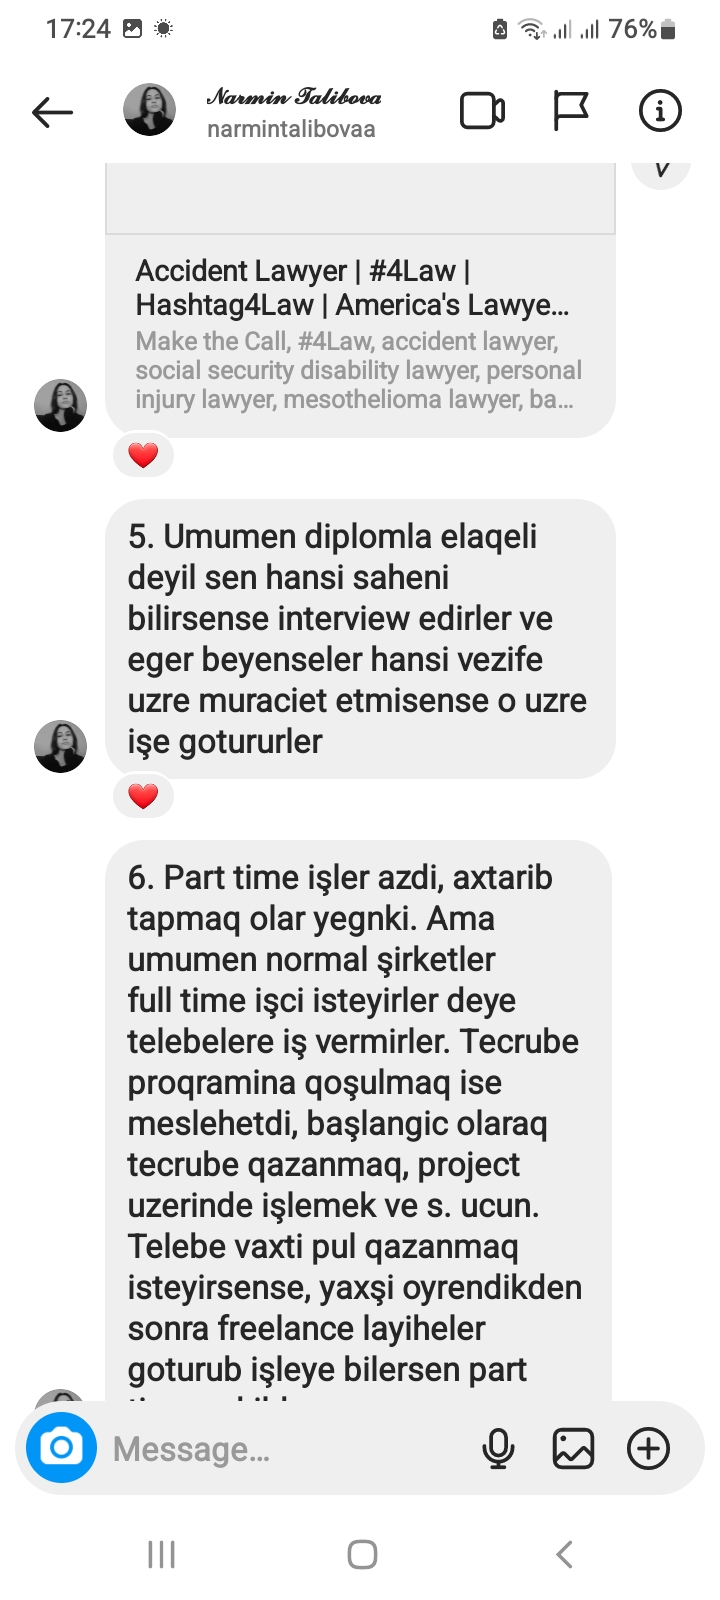 17:24
76%
Narmin Talibova
narmintalibovaa
Accident Lawyer | #4Law |
Hashtag4Law | America's Lawye...
Make the Call, #4Law, accident lawyer,
social security disability lawyer, personal
injury lawyer, mesothelioma lawyer, ba...
5. Umumen diplomla elaqeli
deyil sen hansi saheni
bilirsense interview edirler ve
eger beyenseler hansi vezife
uzre muraciet etmisense o uzre
işe gotururler
6. Part time işler azdi, axtarib
tapmaq olar yegnki. Ama
umumen normal şirketler
full time işci isteyirler deye
telebelere iş vermirler. Tecrube
proqramina qoşulmaq ise
meslehetdi, başlangic olaraq
tecrube qazanmaq, project
uzerinde işlemek ve s. ucun.
Telebe vaxti pul qazanmaq
isteyirsense, yaxşi oyrendikden
sonra freelance layiheler
goturub işleye bilersen part
Message...